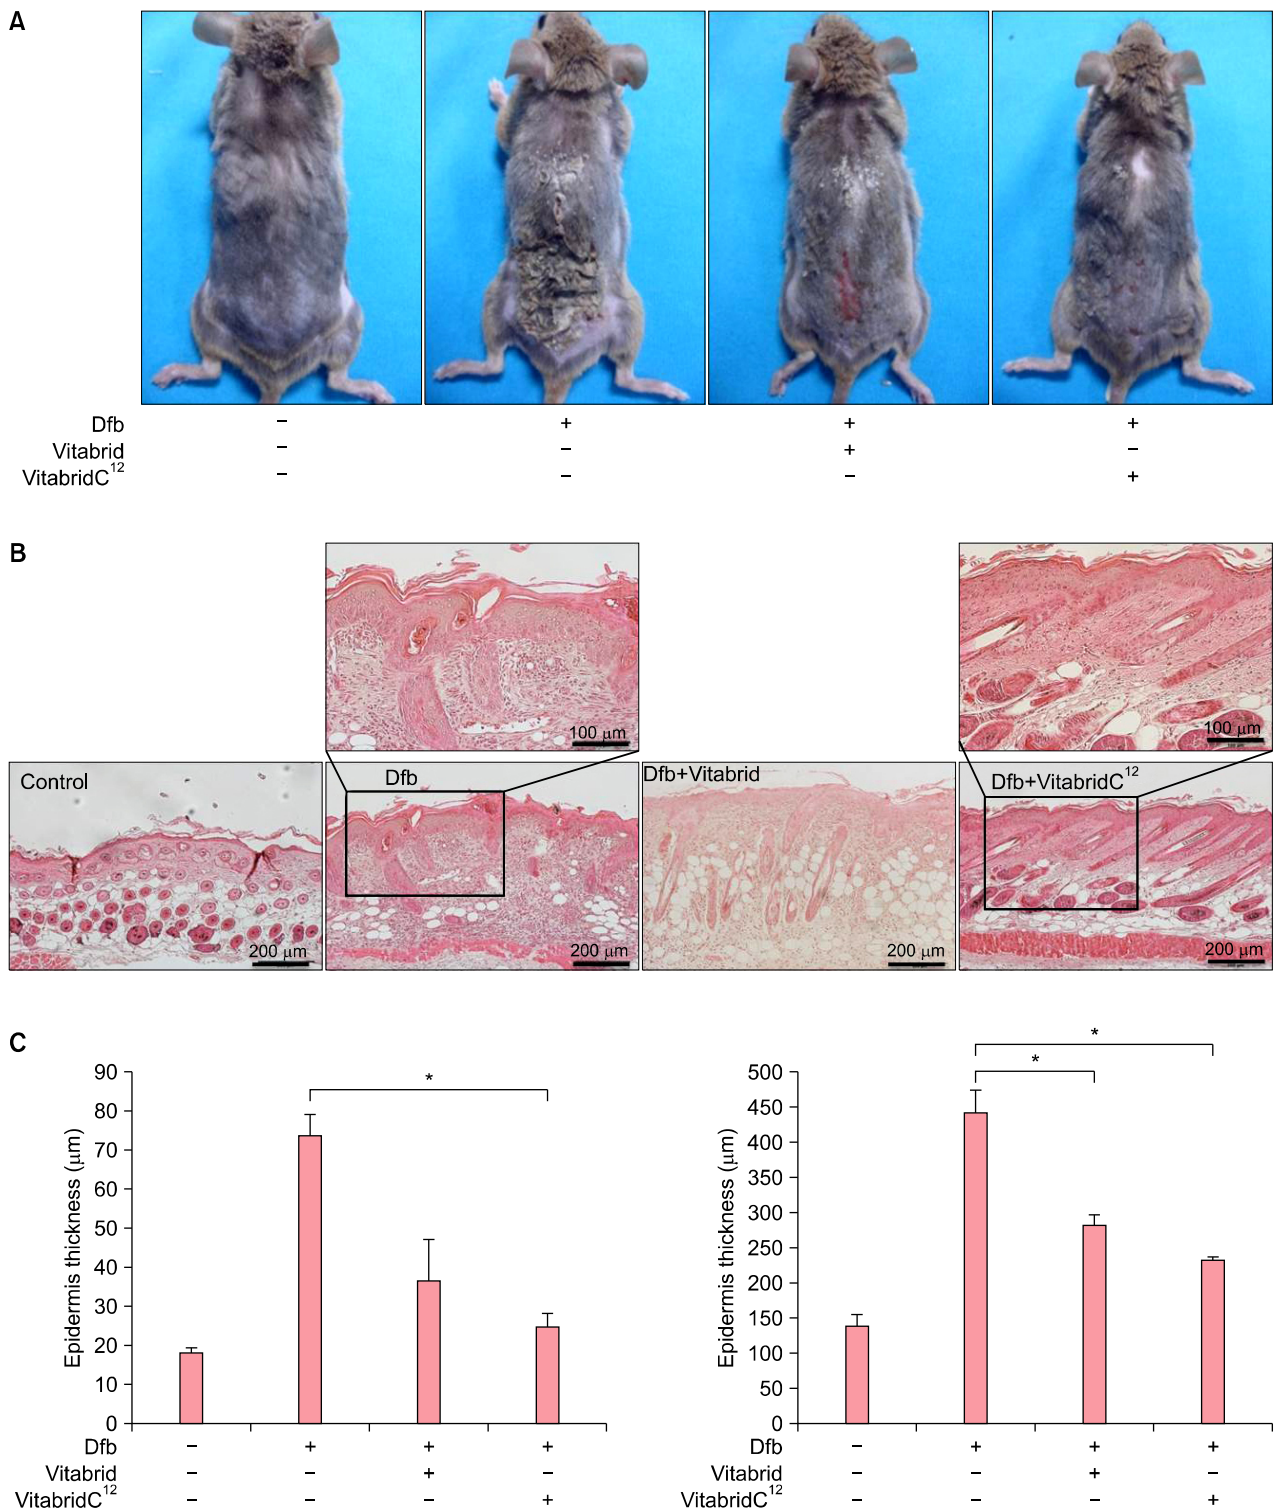 A
Dfb − + + +
Vitabrid − − + −
VitabridC12 − − − +
B
100 μm
100 μm
Control
Dfb
Dfb+Vitabrid
Dfb+VitabridC12
200 μm
200 μm
200 μm
200 μm
C
*
90
80
70
60
50
40
30
20
10
0
Epidermis thickness (μm)
Dfb − + + +
Vitabrid − − + −
VitabridC12 − − − +
*
*
500
450
400
350
300
250
200
150
100
50
0
Epidermis thickness (μm)
Dfb − + + +
Vitabrid − − + −
VitabridC12 − − − +